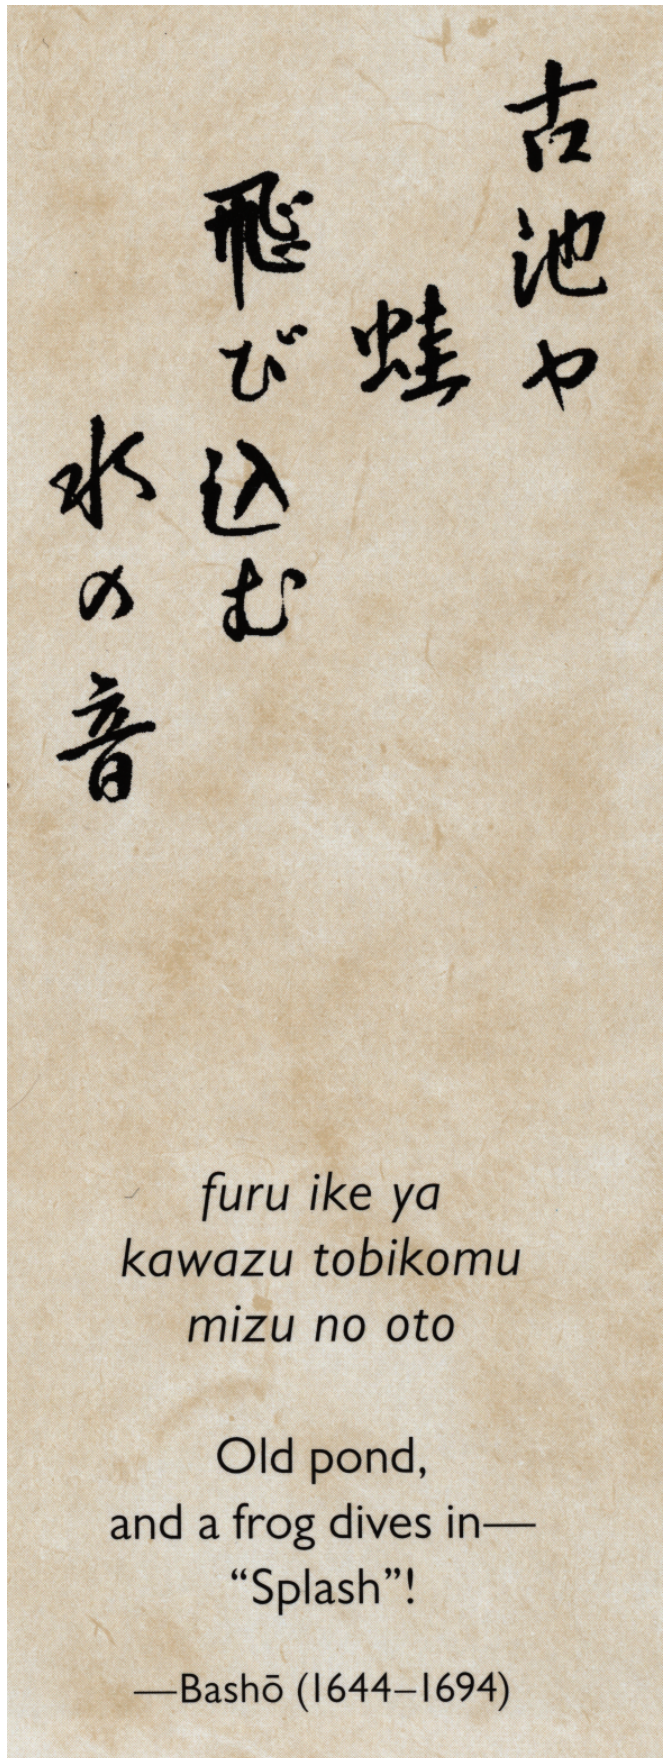 古池や
蛙
飛び込む
水の音
furu ike ya
kawazu tobikomu
mizu no oto
Old pond,
and a frog dives in—
“Splash”!
—Bashō (1644–1694)